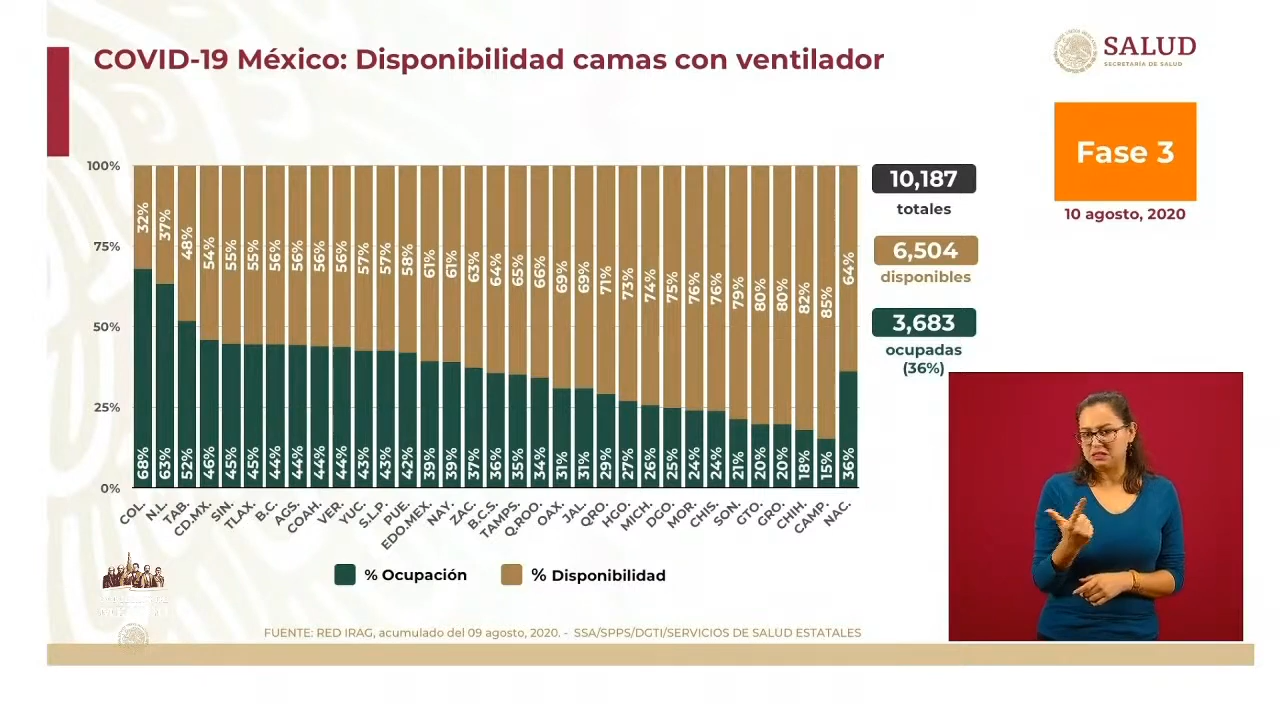 COVID-19 México: Disponibilidad camas con ventilador
SALUD
SECRETARÍA DE SALUD
Fase 3
10 agosto, 2020
100%
75%
50%
25%
0%
32% 37% 48% 54% 55% 55% 56% 56% 56% 56% 57% 57% 58% 61% 61% 63% 64% 65% 66% 69% 69% 71% 73% 74% 75% 76% 76% 79% 80% 80% 82% 85% 64%
68% 63% 52% 46% 45% 45% 44% 44% 44% 44% 43% 43% 42% 39% 39% 37% 36% 35% 34% 31% 31% 29% 27% 26% 25% 24% 24% 21% 20% 20% 18% 15% 36%
COL. N.L. TAB. CD.MX. SIN. TLAX. B.C. AGS. COAH. VER. YUC. S.L.P. PUE. EDO.MEX. NAY. ZAC. B.C.S. TAMPS. Q.ROO. OAX. JAL. QRO. HGO. MICH. DGO. MOR. CHIS. SON. GTO. GRO. CHIH. CAMP. NAC.
10,187
totales
6,504
disponibles
3,683
ocupadas
(36%)
% Ocupación
% Disponibilidad
FUENTE: RED IRAG, acumulado del 09 agosto, 2020. - SSA/SPPS/DGTI/SERVICIOS DE SALUD ESTATALES